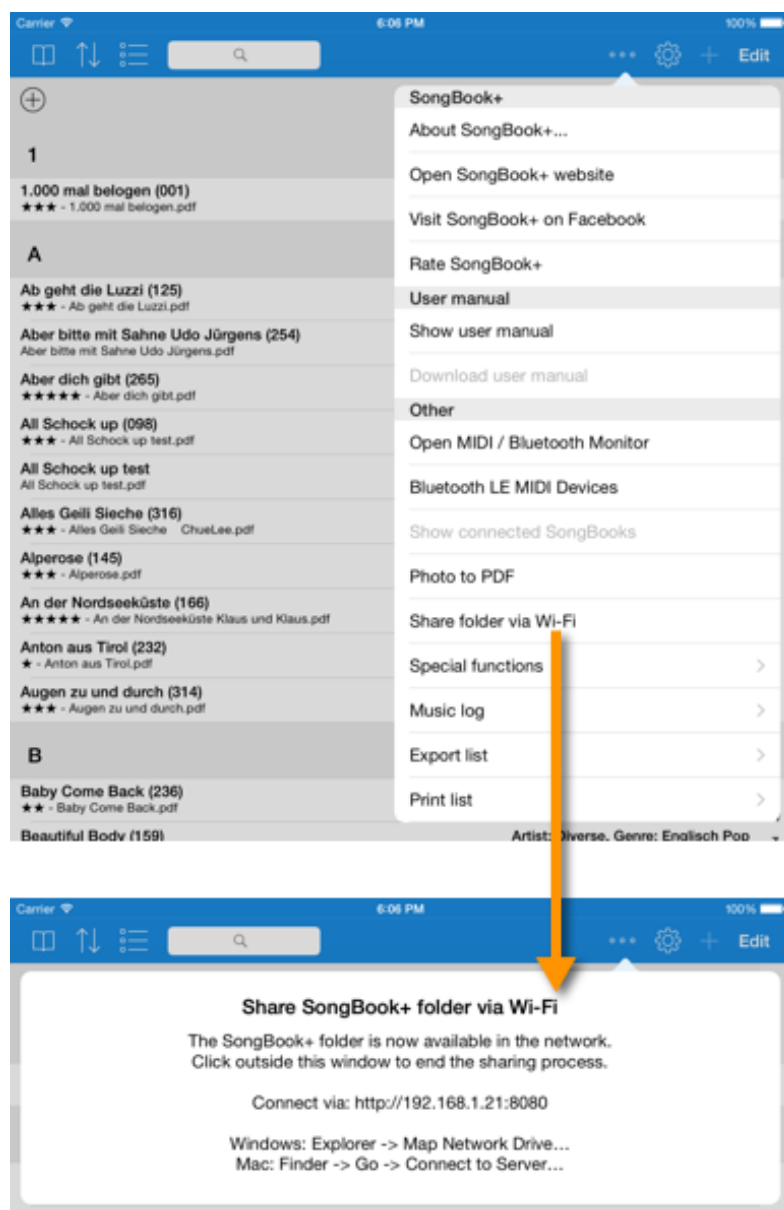 Carrier 6:06 PM 100%
Edit
1
1.000 mal belogen (001)
★★★ - 1.000 mal belogen.pdf
A
Ab geht die Luzzi (125)
★★★ - Ab geht die Luzzi.pdf
Aber bitte mit Sahne Udo Jürgens (254)
Aber bitte mit Sahne Udo Jürgens.pdf
Aber dich gibt (265)
★★★★★ - Aber dich gibt.pdf
All Schock up (098)
★★★ - All Schock up test.pdf
All Schock up test
All Schock up test.pdf
Alles Geili Sieche (316)
★★★ - Alles Geili Sieche ChueLee.pdf
Alperose (145)
★★★ - Alperose.pdf
An der Nordseeküste (166)
★★★★★ - An der Nordseeküste Klaus und Klaus.pdf
Anton aus Tirol (232)
★ - Anton aus Tirol.pdf
Augen zu und durch (314)
★★★ - Augen zu und durch.pdf
B
Baby Come Back (236)
★★ - Baby Come Back.pdf
Beautiful Body (159)
Artist: Diverse, Genre: Englisch Pop
SongBook+
About SongBook+...
Open SongBook+ website
Visit SongBook+ on Facebook
Rate SongBook+
User manual
Show user manual
Download user manual
Other
Open MIDI / Bluetooth Monitor
Bluetooth LE MIDI Devices
Show connected SongBooks
Photo to PDF
Share folder via Wi-Fi
Special functions
Music log
Export list
Print list
Carrier 6:06 PM 100%
Edit
Share SongBook+ folder via Wi-Fi
The SongBook+ folder is now available in the network.
Click outside this window to end the sharing process.
Connect via: http://192.168.1.21:8080
Windows: Explorer -> Map Network Drive...
Mac: Finder -> Go -> Connect to Server...